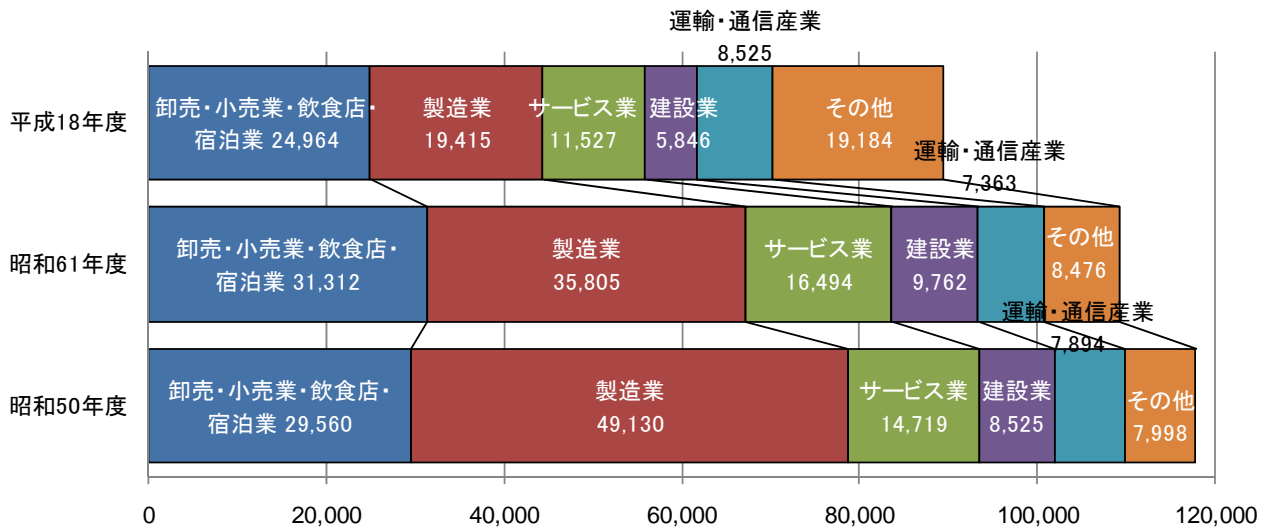 運輸・通信産業
8,525
平成18年度
卸売・小売業・飲食店・
宿泊業 24,964
製造業
19,415
サービス業
11,527
建設業
5,846
その他
19,184
運輸・通信産業
7,363
昭和61年度
卸売・小売業・飲食店・
宿泊業 31,312
製造業
35,805
サービス業
16,494
建設業
9,762
その他
8,476
運輸・通信産業
7,894
昭和50年度
卸売・小売業・飲食店・
宿泊業 29,560
製造業
49,130
サービス業
14,719
建設業
8,525
その他
7,998
0 20,000 40,000 60,000 80,000 100,000 120,000